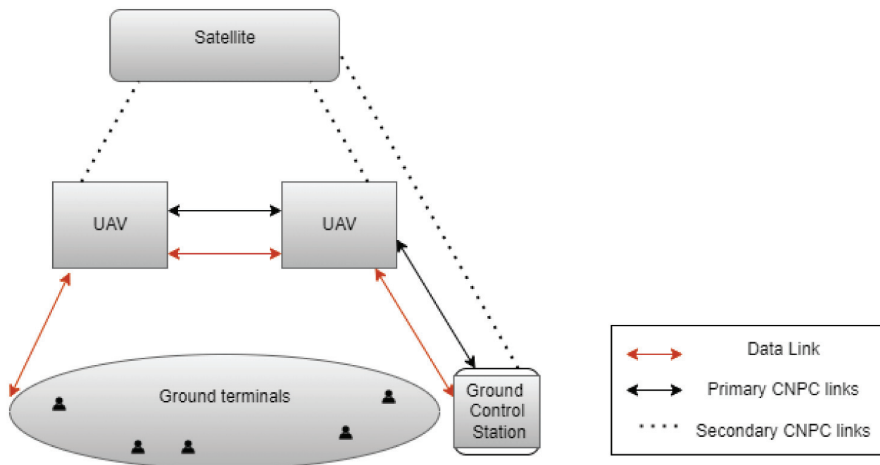 Satellite
UAV
UAV
Ground terminals
Ground
Control
Station
Data Link
Primary CNPC links
Secondary CNPC links